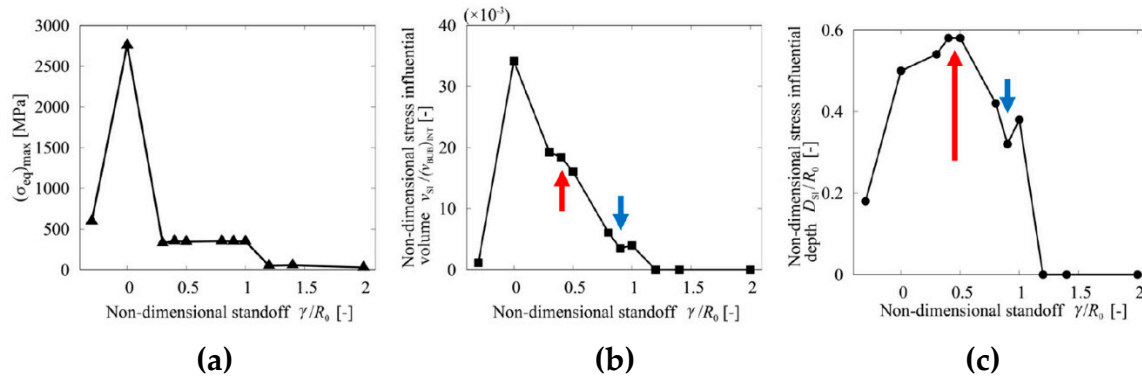 3000
2500
2000
1500
1000
500
0
0 0.5 1 1.5 2
(σeq)max [MPa]
Non-dimensional standoff γ/R0 [-]
(a)
(×10-3)
40
30
20
10
0
0 0.5 1 1.5 2
Non-dimensional stress influential
volume vSI/(vBUB)INT [-]
Non-dimensional standoff γ/R0 [-]
(b)
0.6
0.4
0.2
0
0 0.5 1 1.5 2
Non-dimensional stress influential
depth DSI/R0 [-]
Non-dimensional standoff γ/R0 [-]
(c)